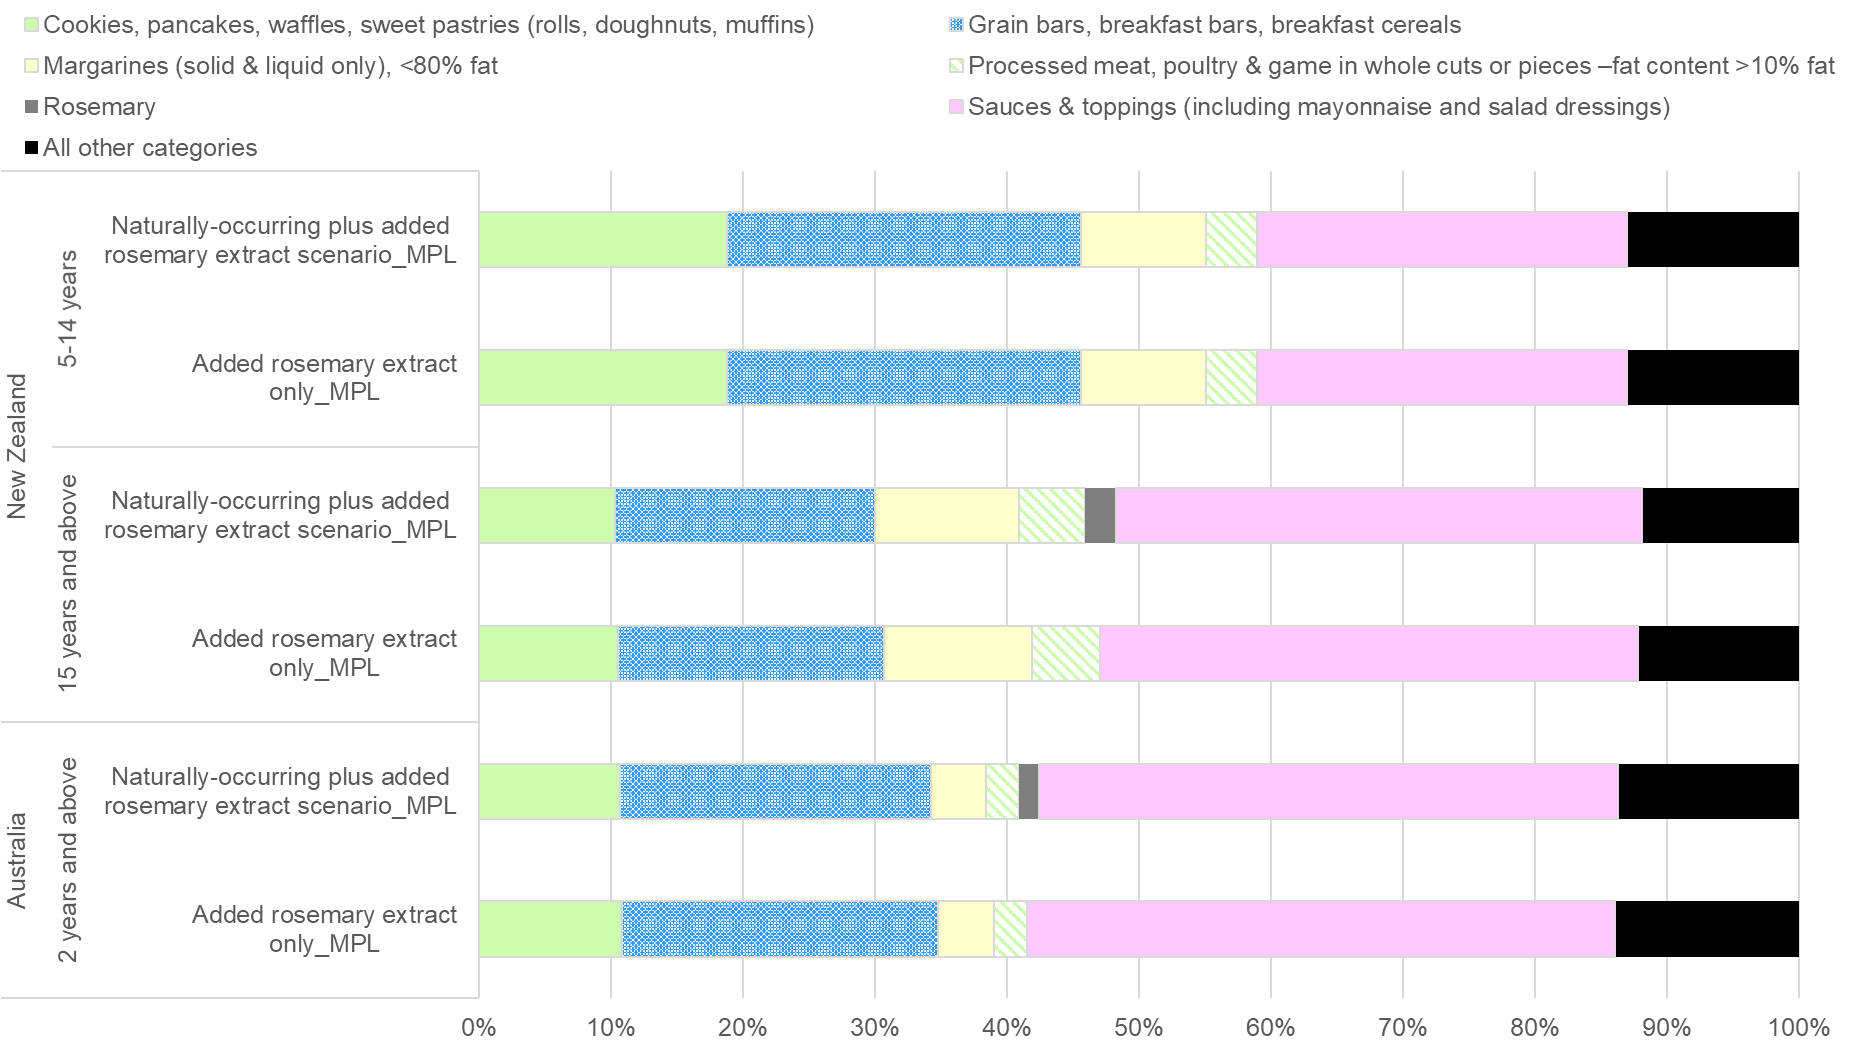 Cookies, pancakes, waffles, sweet pastries (rolls, doughnuts, muffins)
Grain bars, breakfast bars, breakfast cereals
Margarines (solid & liquid only), <80% fat
Processed meat, poultry & game in whole cuts or pieces –fat content >10% fat
Rosemary
Sauces & toppings (including mayonnaise and salad dressings)
All other categories
New Zealand
5-14 years
Naturally-occurring plus added
rosemary extract scenario_MPL
Added rosemary extract
only_MPL
15 years and above
Naturally-occurring plus added
rosemary extract scenario_MPL
Added rosemary extract
only_MPL
Australia
2 years and above
Naturally-occurring plus added
rosemary extract scenario_MPL
Added rosemary extract
only_MPL
0% 10% 20% 30% 40% 50% 60% 70% 80% 90% 100%